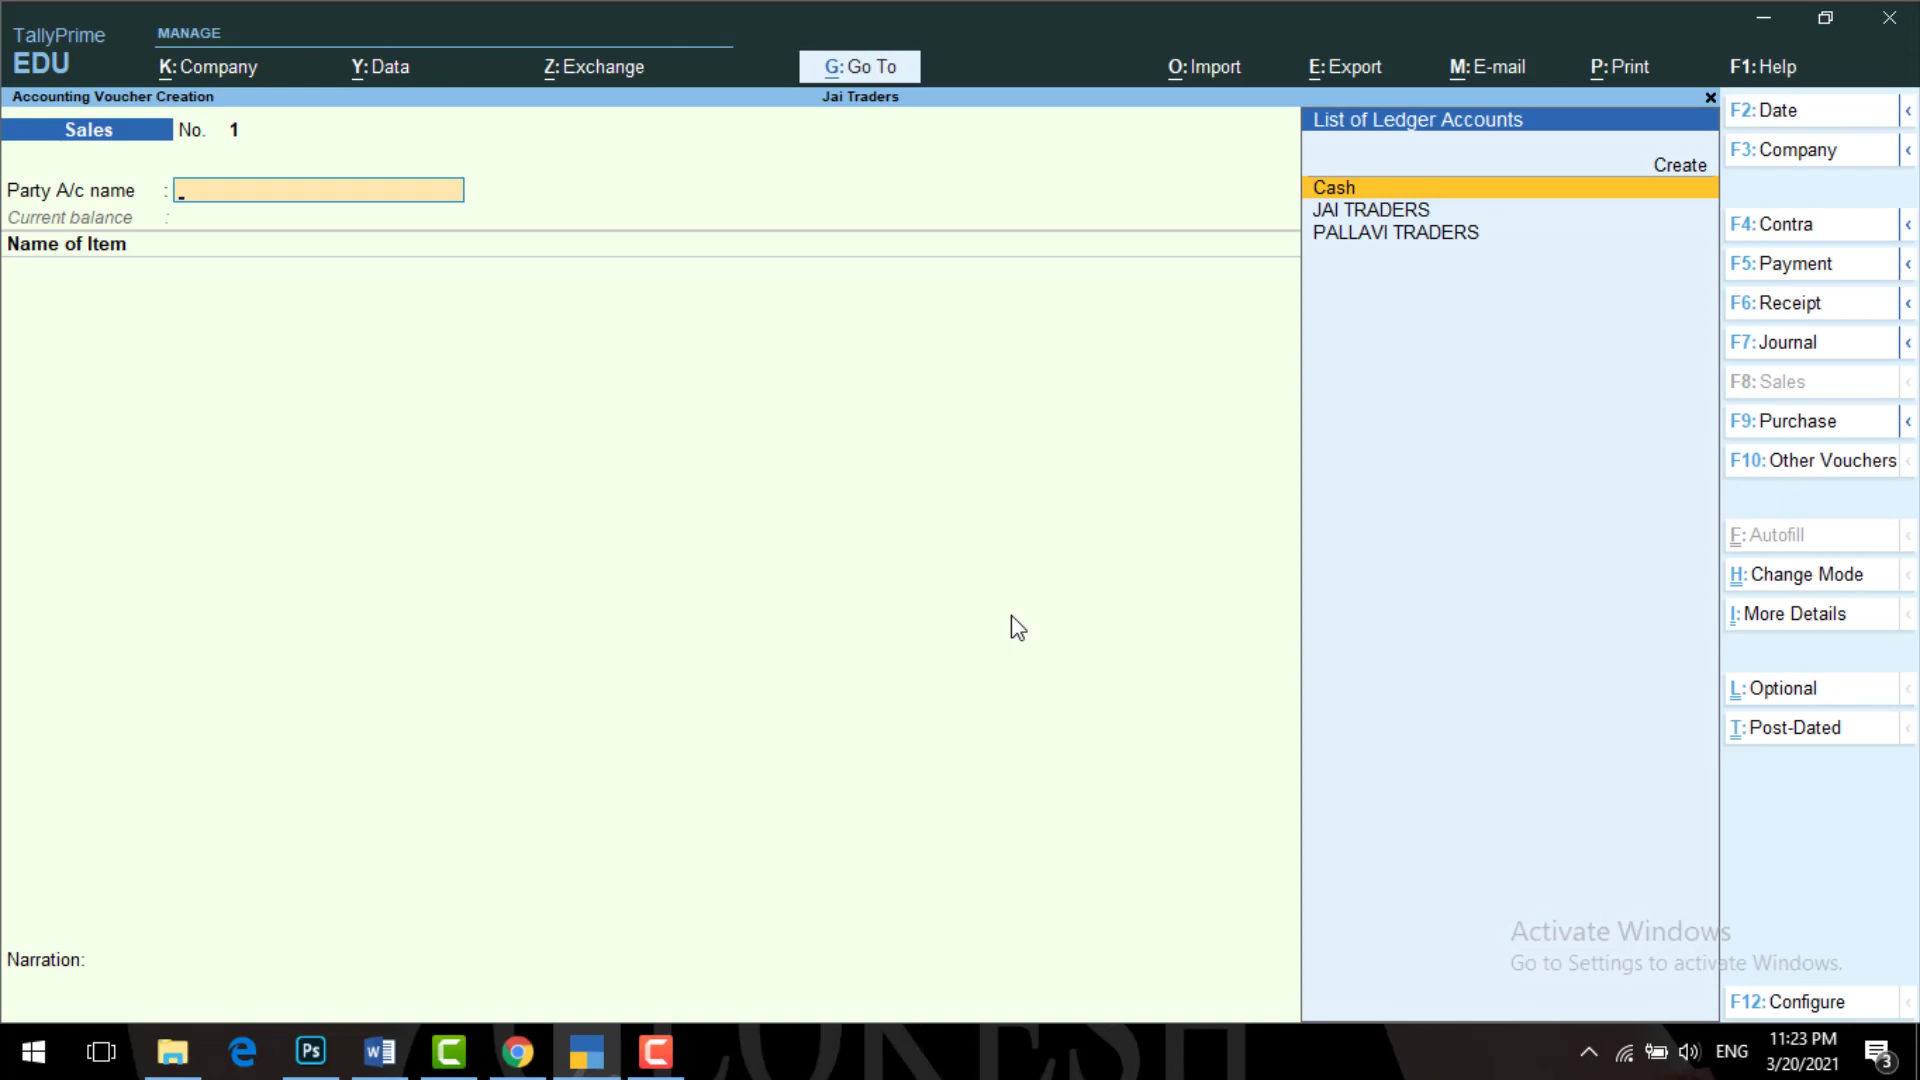 TallyPrime
EDU
MANAGE
K: Company
Y: Data
Z: Exchange
G: Go To
O: Import
E: Export
M: E-mail
P: Print
F1: Help
Accounting Voucher Creation
Jai Traders
Sales No. 1
Party A/c name :
Current balance :
Name of Item
Narration:
List of Ledger Accounts
Create
Cash
JAI TRADERS
PALLAVI TRADERS
F2: Date
F3: Company
F4: Contra
F5: Payment
F6: Receipt
F7: Journal
F8: Sales
F9: Purchase
F10: Other Vouchers
F: Autofill
H: Change Mode
I: More Details
L: Optional
T: Post-Dated
F12: Configure
Activate Windows
Go to Settings to activate Windows.
Ps
ENG
11:23 PM
3/20/2021
3